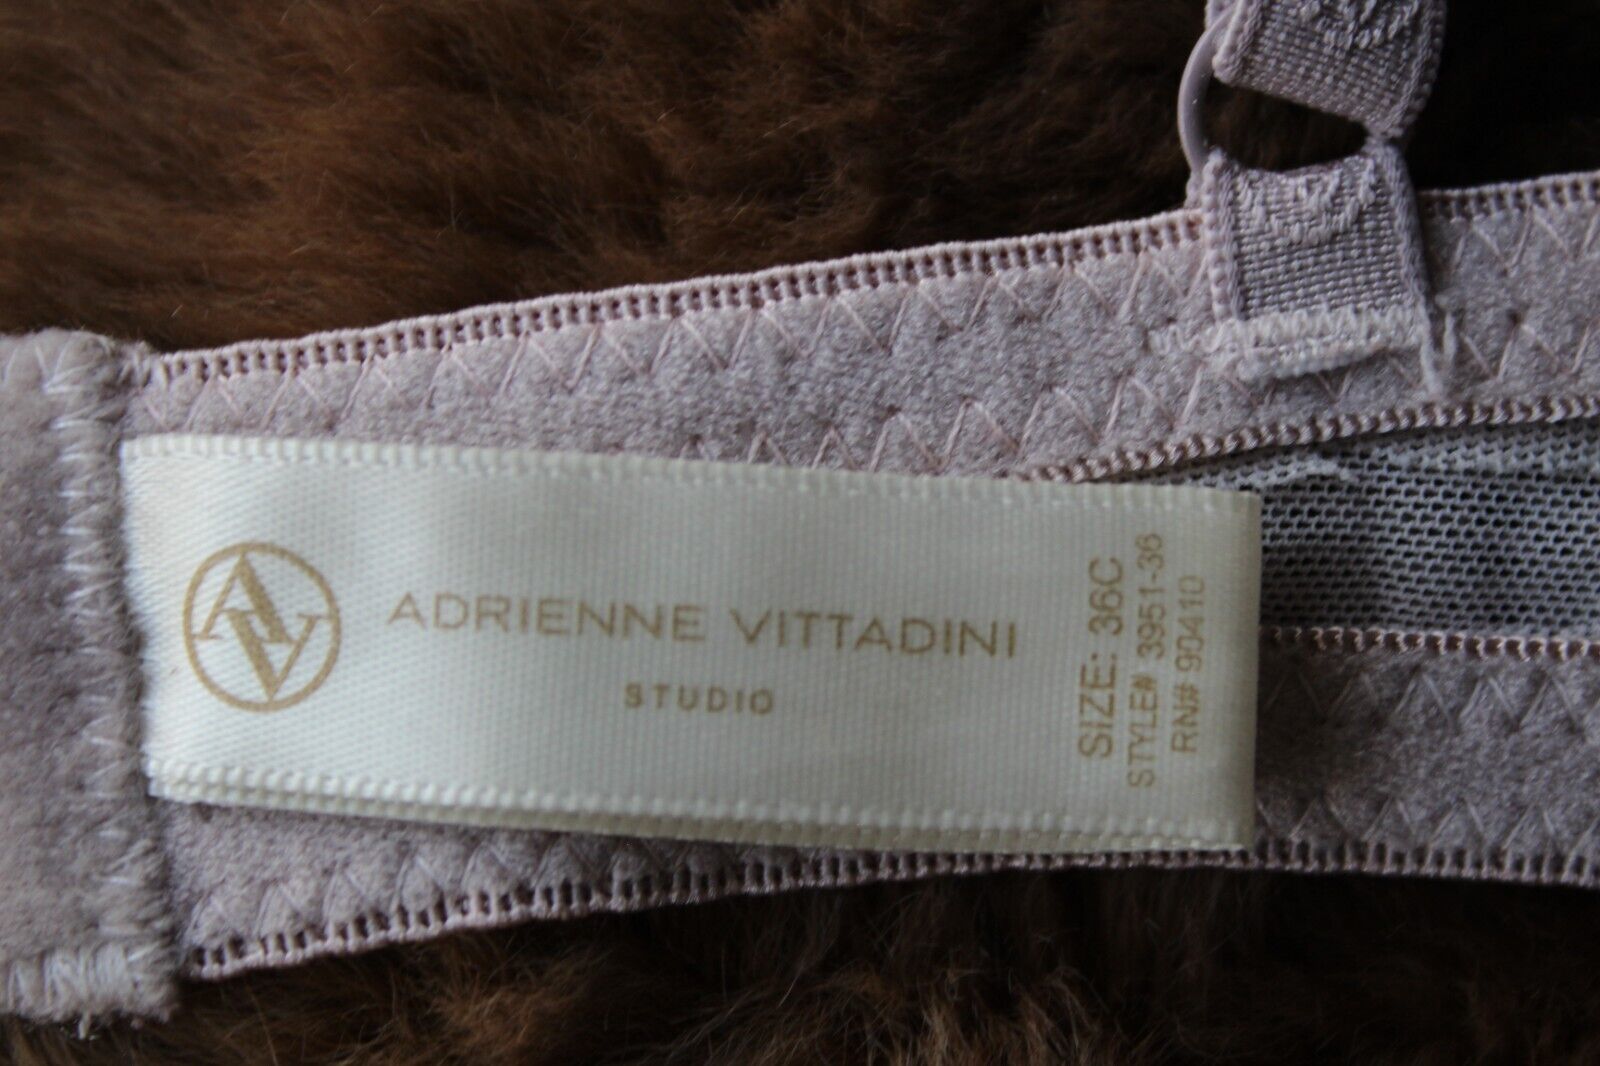 AV
ADRIENNE VITTADINI
STUDIO
SIZE: 36C
STYLE# 3951-36
RN# 90410